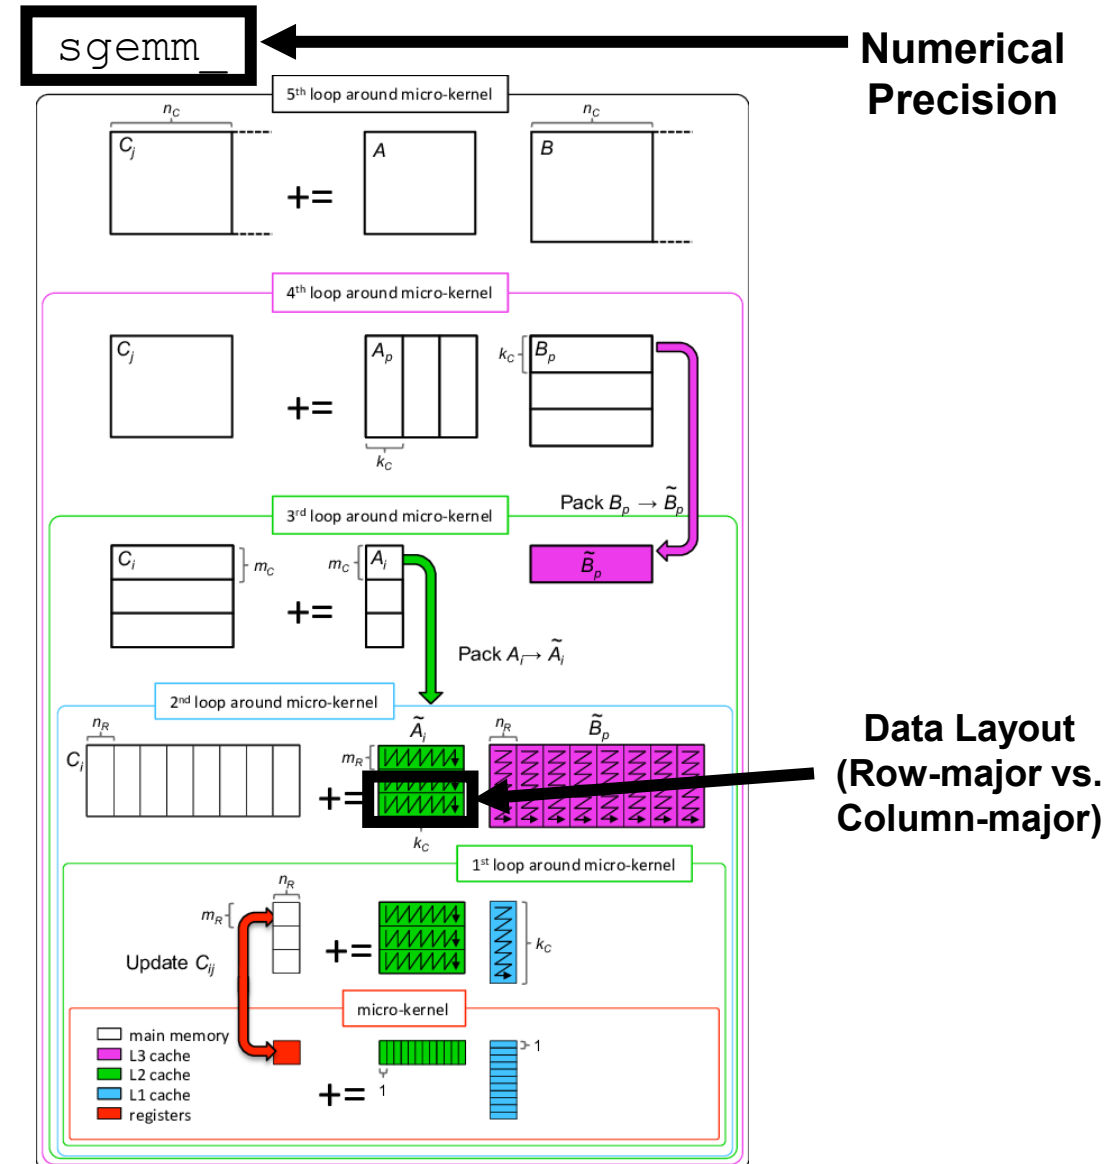 sgemm_
Numerical
Precision
5th loop around micro-kernel
nC
nC
Cj
A
B
+=
4th loop around micro-kernel
Cj
Ap
kC
Bp
+=
kC
Pack Bp → B̃p
3rd loop around micro-kernel
Ci
mC
mC
Ai
B̃p
+=
Pack Ai→ Ãi
2nd loop around micro-kernel
nR
Ãi
nR
B̃p
Ci
mR
+=
kC
Data Layout
(Row-major vs.
Column-major)
1st loop around micro-kernel
nR
mR
+=
kC
Update Cij
micro-kernel
main memory
L3 cache
L2 cache
L1 cache
registers
+=
1
1